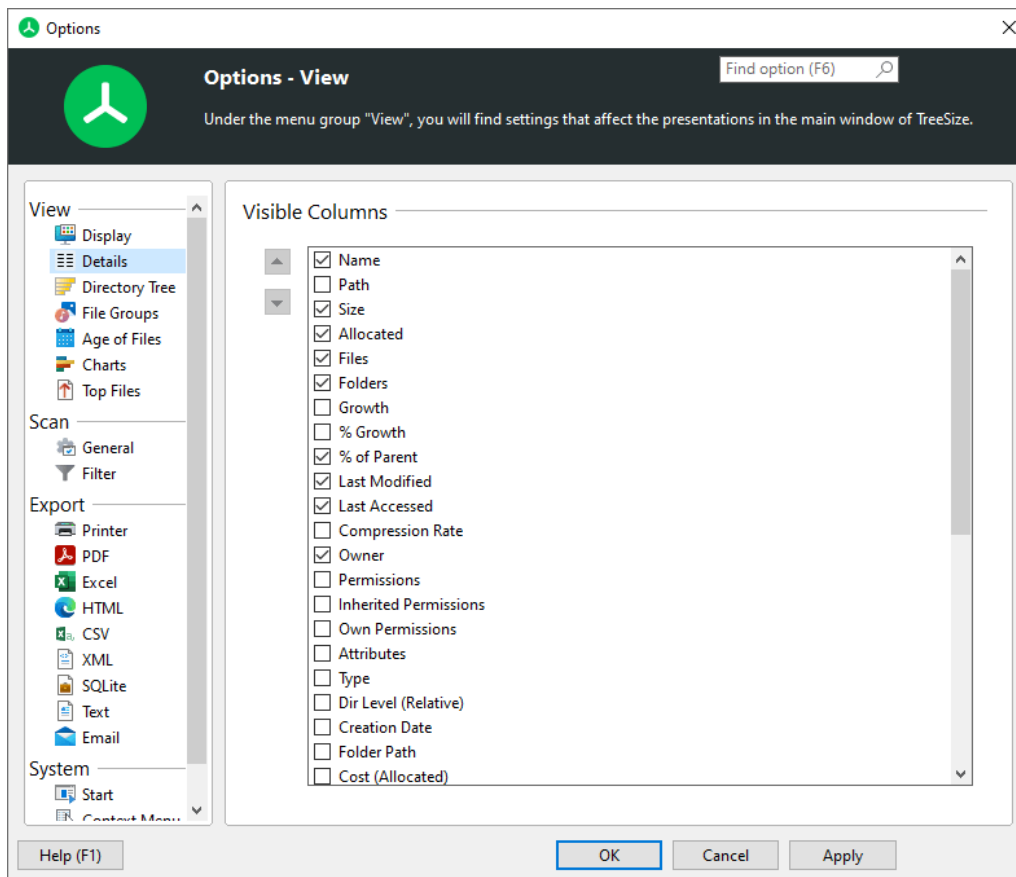 Options
Options - View
Find option (F6)
Under the menu group "View", you will find settings that affect the presentations in the main window of TreeSize.
View
Display
Details
Directory Tree
File Groups
Age of Files
Charts
Top Files
Scan
General
Filter
Export
Printer
PDF
Excel
HTML
CSV
XML
SQLite
Text
Email
System
Start
Context Menu
Visible Columns
Name
Path
Size
Allocated
Files
Folders
Growth
% Growth
% of Parent
Last Modified
Last Accessed
Compression Rate
Owner
Permissions
Inherited Permissions
Own Permissions
Attributes
Type
Dir Level (Relative)
Creation Date
Folder Path
Cost (Allocated)
Help (F1)
OK
Cancel
Apply